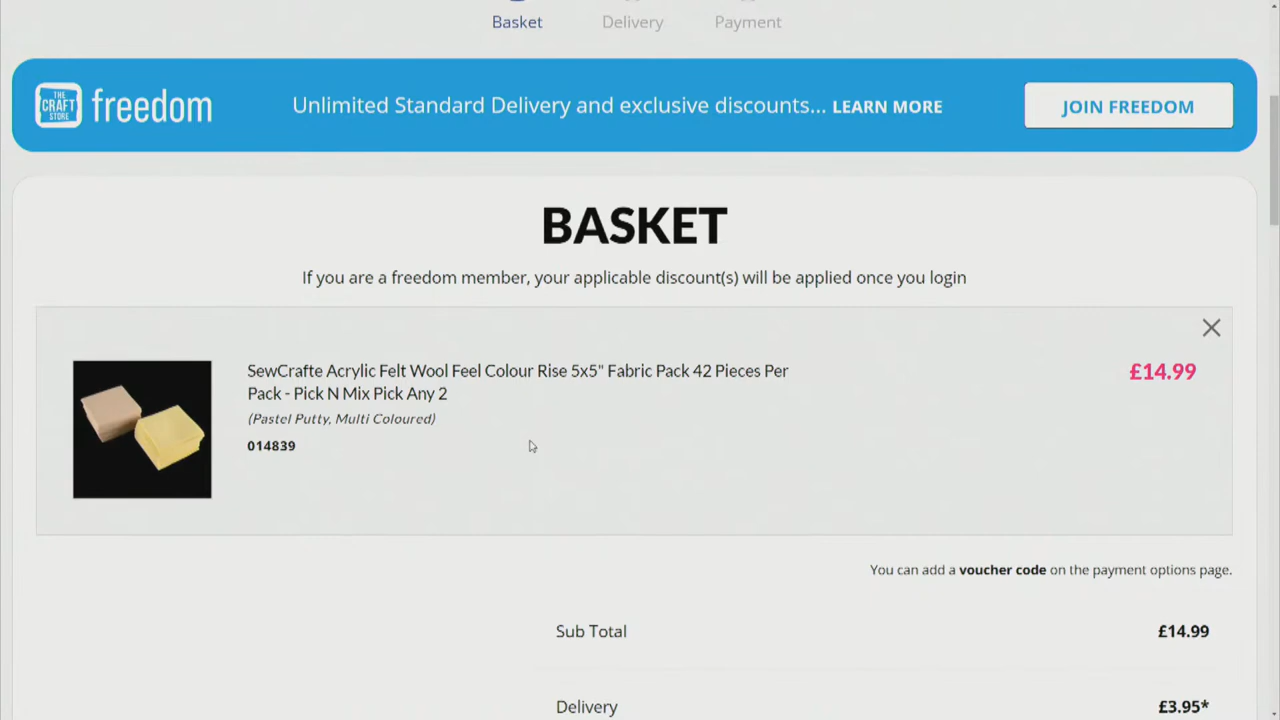 Basket
Delivery
Payment
THE CRAFT STORE
freedom
Unlimited Standard Delivery and exclusive discounts... LEARN MORE
JOIN FREEDOM
BASKET
If you are a freedom member, your applicable discount(s) will be applied once you login
SewCrafte Acrylic Felt Wool Feel Colour Rise 5x5" Fabric Pack 42 Pieces Per
£14.99
Pack - Pick N Mix Pick Any 2
(Pastel Putty, Multi Coloured)
014839
You can add a voucher code on the payment options page.
Sub Total
£14.99
Delivery
£3.95*